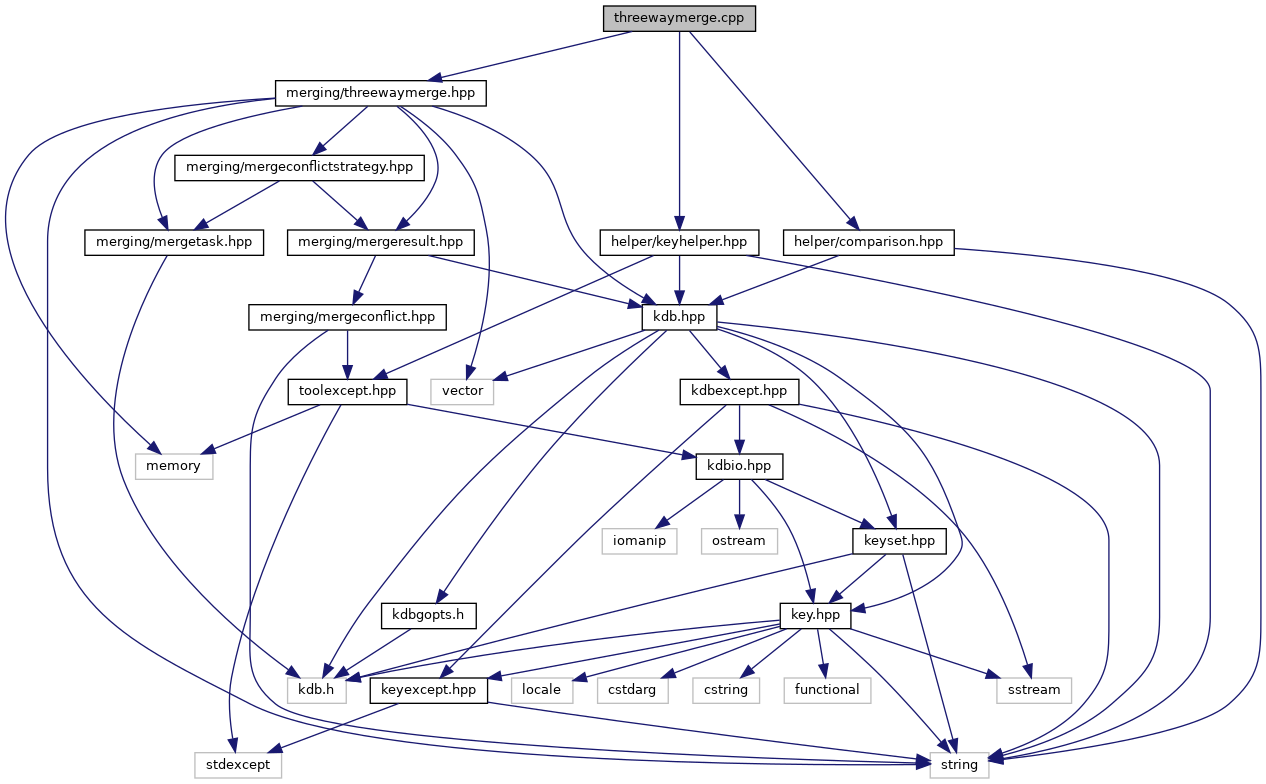 threewaymerge.cpp
merging/threewaymerge.hpp
merging/mergeconflictstrategy.hpp
merging/mergetask.hpp
merging/mergeresult.hpp
helper/keyhelper.hpp
helper/comparison.hpp
merging/mergeconflict.hpp
kdb.hpp
toolexcept.hpp
vector
kdbexcept.hpp
memory
kdbio.hpp
iomanip
ostream
keyset.hpp
kdbgopts.h
key.hpp
kdb.h
keyexcept.hpp
locale
cstdarg
cstring
functional
sstream
stdexcept
string